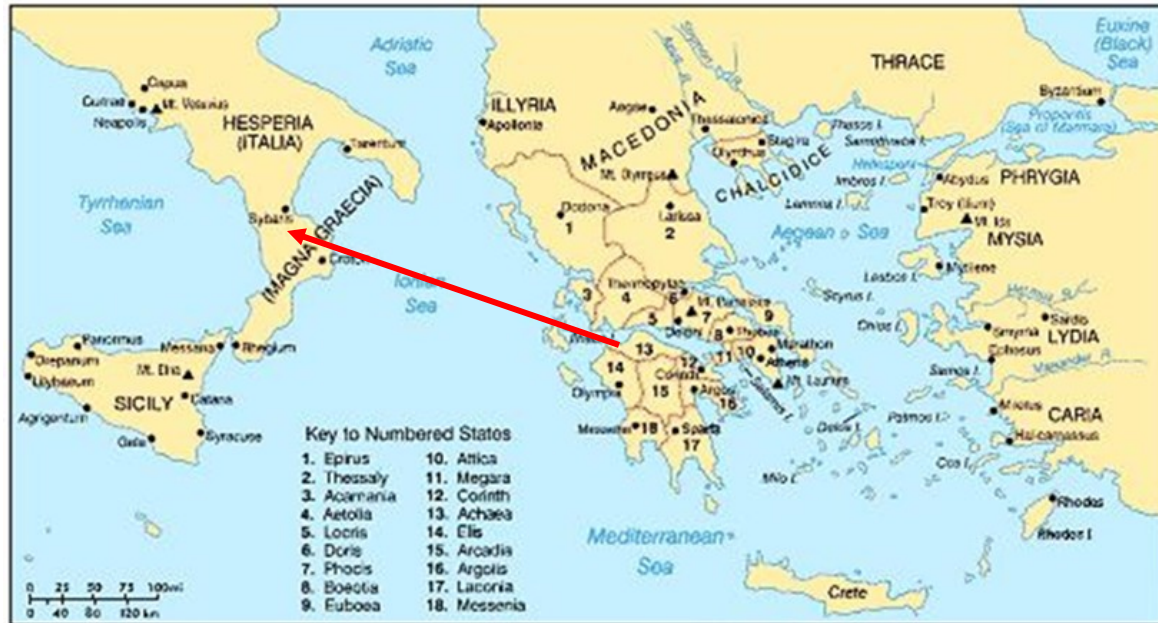 Adriatic
Sea
Euxine
(Black)
Sea
THRACE
Byzantium
Propontis
(Sea of Marmara)
Capua
Cumae
Mt. Vesuvius
Neapolis
HESPERIA
(ITALIA)
Tarentum
ILLYRIA
Apollonia
Aegae
MACEDONIA
Thessalonica
Stagira
Olynthus
CHALCIDICE
Thasos I.
Samothrace I.
Hellespont
Imbros I.
Lemnos I.
Abydus
PHRYGIA
Troy (Ilium)
Mt. Ida
MYSIA
Mt. Olympus
Dodona
1
Larissa
2
Tyrrhenian
Sea
Sybaris
(MAGNA GRAECIA)
Croton
Ionian
Sea
Aegean Sea
Lesbos I.
Mytilene
Scyrus I.
Chios I.
Sardis
Smyrna
LYDIA
Ephesus
Samos I.
Thermopylae
3
4
5
6
7
8
9
Delphi
Thebes
Marathon
10
Athens
11
12
Corinth
13
14
Olympia
15
Argos
16
Salamis I.
Mt. Laurium
Messene
18
Sparta
17
Delos I.
Patmos I.
Miletus
CARIA
Halicarnassus
Cos I.
Rhodes
Rhodes I.
Panormus
Drepanum
Lilybaeum
Messana
Rhegium
Mt. Etna
Catana
SICILY
Agrigentum
Gela
Syracuse
Mediterranean
Sea
Crete
Key to Numbered States
1. Epirus
2. Thessaly
3. Acarnania
4. Aetolia
5. Locris
6. Doris
7. Phocis
8. Boeotia
9. Euboea
10. Attica
11. Megara
12. Corinth
13. Achaea
14. Elis
15. Arcadia
16. Argolis
17. Laconia
18. Messenia
0 25 50 75 100 mi
0 40 80 120 km